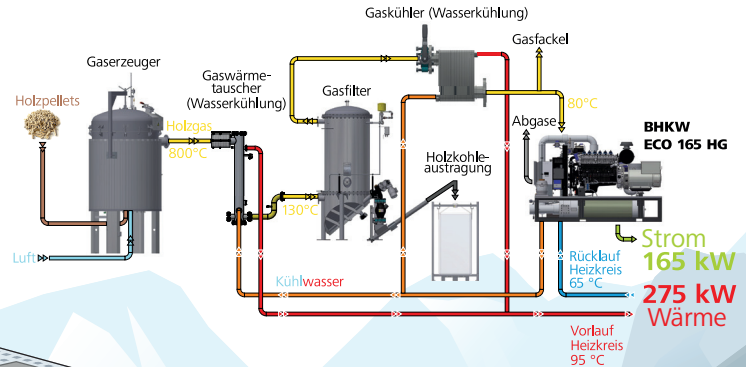 Gaskühler (Wasserkühlung)
Gasfackel
Gaserzeuger
Gaswärme-
tauscher
(Wasserkühlung)
Gasfilter
Holzpellets
Holzgas
800°C
80°C
Abgase
BHKW
ECO 165 HG
Holzkohle-
austragung
130°C
Luft
Kühlwasser
Rücklauf
Heizkreis
65 °C
Strom
165 kW
275 kW
Wärme
Vorlauf
Heizkreis
95 °C